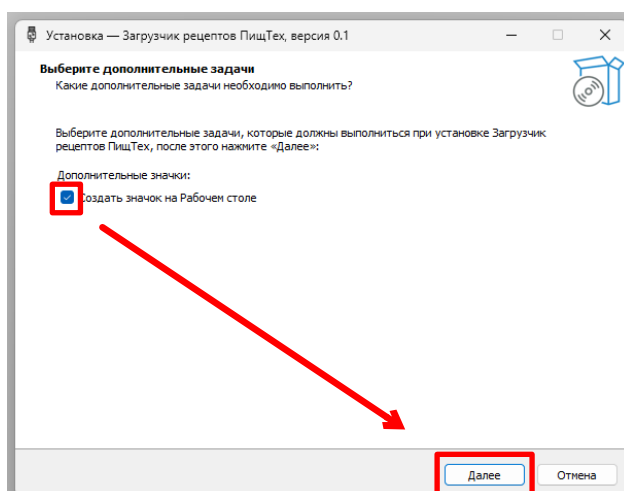 Установка — Загрузчик рецептов ПищТех, версия 0.1
Выберите дополнительные задачи
Какие дополнительные задачи необходимо выполнить?
Выберите дополнительные задачи, которые должны выполниться при установке Загрузчик
рецептов ПищТех, после этого нажмите «Далее»:
Дополнительные значки:
Создать значок на Рабочем столе
Далее
Отмена